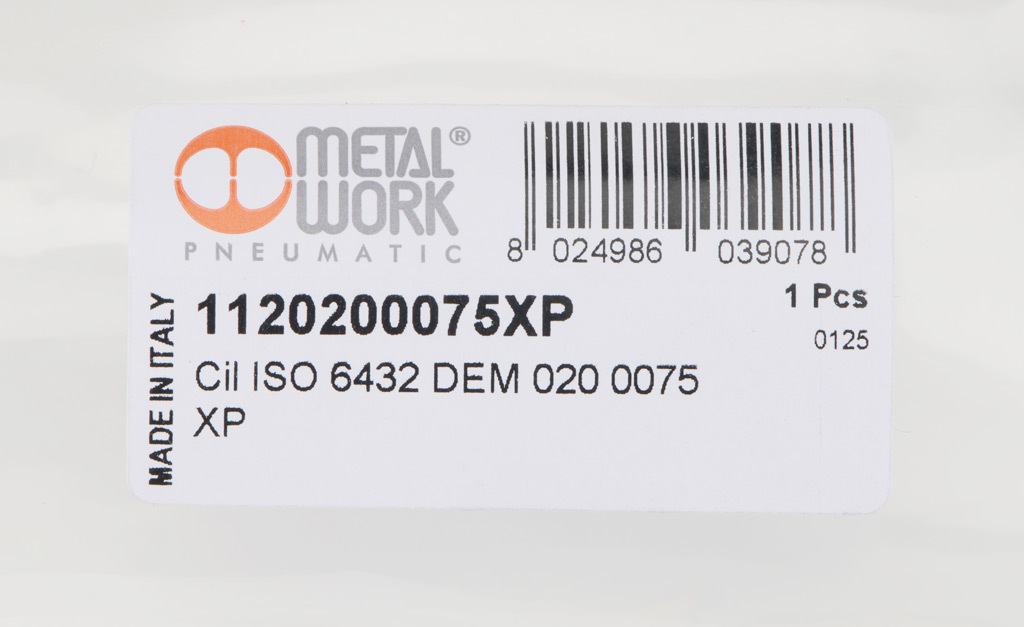 METAL®
WORK
PNEUMATIC
8 024986 039078
MADE IN ITALY
1120200075XP
1 Pcs
0125
Cil ISO 6432 DEM 020 0075
XP